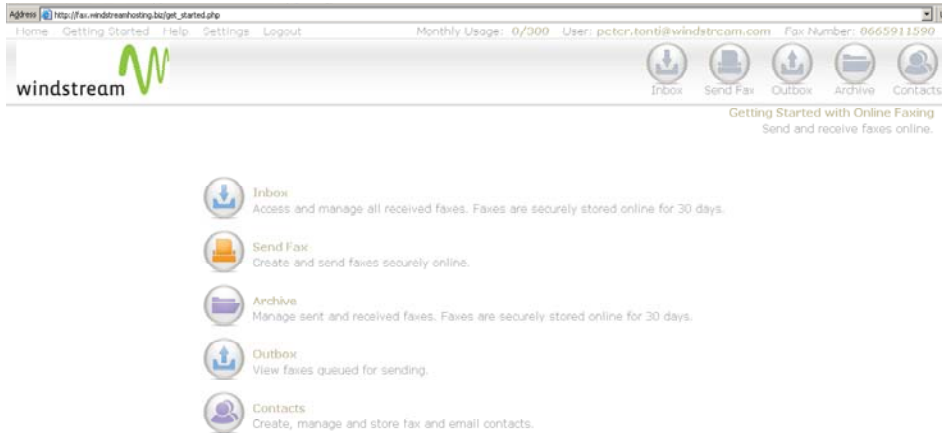 Address http://fax.windstreamhosting.biz/get_started.php
Home Getting Started Help Settings Logout Monthly Usage: 0/300 User: peter.tonti@windstream.com Fax Number: 8665911590
windstream
Inbox Send Fax Outbox Archive Contacts
Getting Started with Online Faxing
Send and receive faxes online.
Inbox
Access and manage all received faxes. Faxes are securely stored online for 30 days.
Send Fax
Create and send faxes securely online.
Archive
Manage sent and received faxes. Faxes are securely stored online for 30 days.
Outbox
View faxes queued for sending.
Contacts
Create, manage and store fax and email contacts.